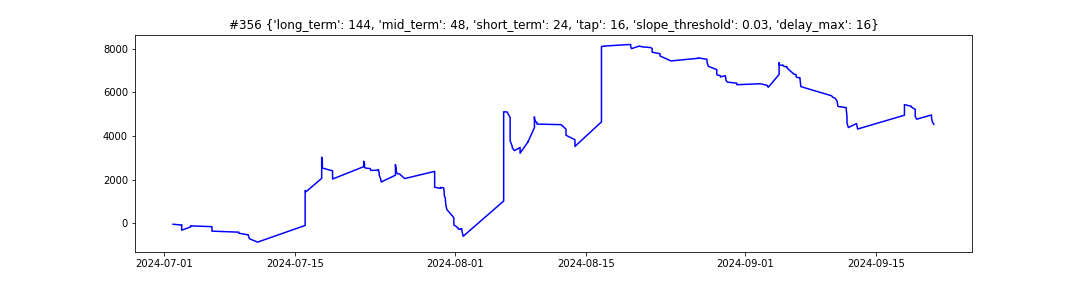 #356 {'long_term': 144, 'mid_term': 48, 'short_term': 24, 'tap': 16, 'slope_threshold': 0.03, 'delay_max': 16}
8000
6000
4000
2000
0
2024-07-01 2024-07-15 2024-08-01 2024-08-15 2024-09-01 2024-09-15